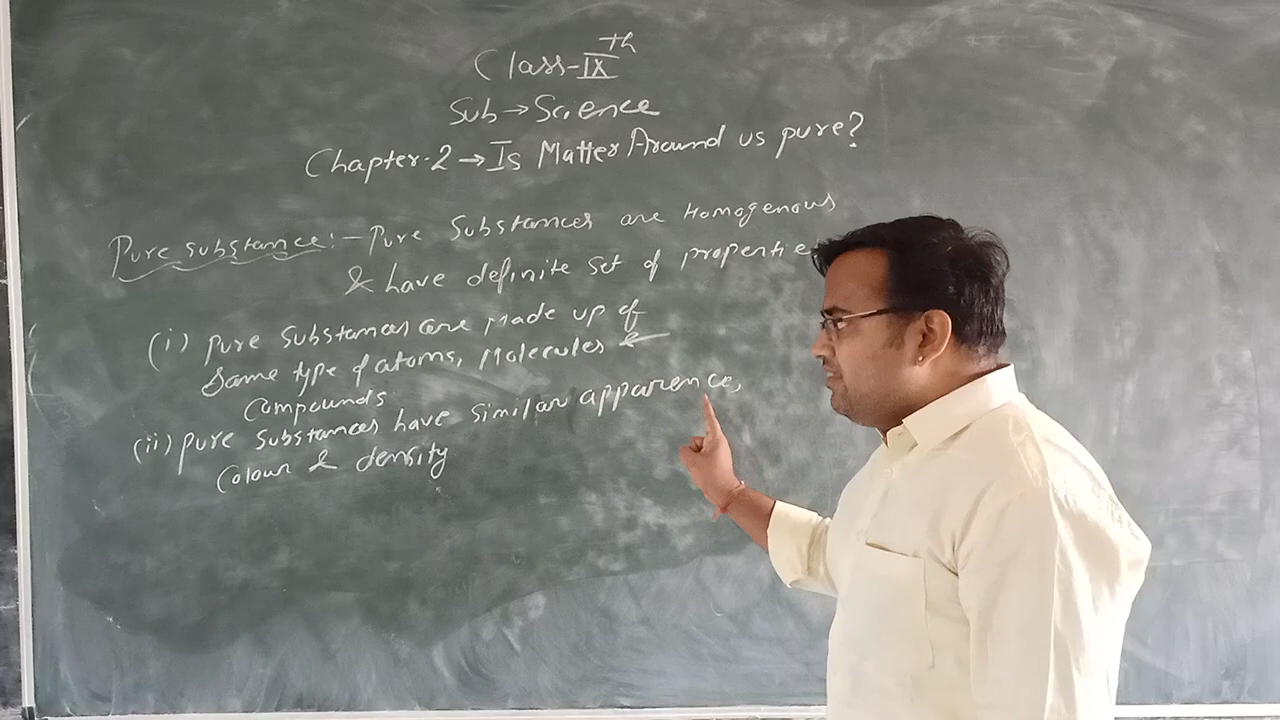 Class-IXth
Sub → Science
Chapter-2 → Is Matter Around us pure?
Pure substance:- Pure Substances are Homogenous
& have definite set of propertie
(i) Pure Substances are Made up of
Same type of atoms, Molecules &
Compounds.
(ii) Pure Substances have Similar apparence,
Colour & density